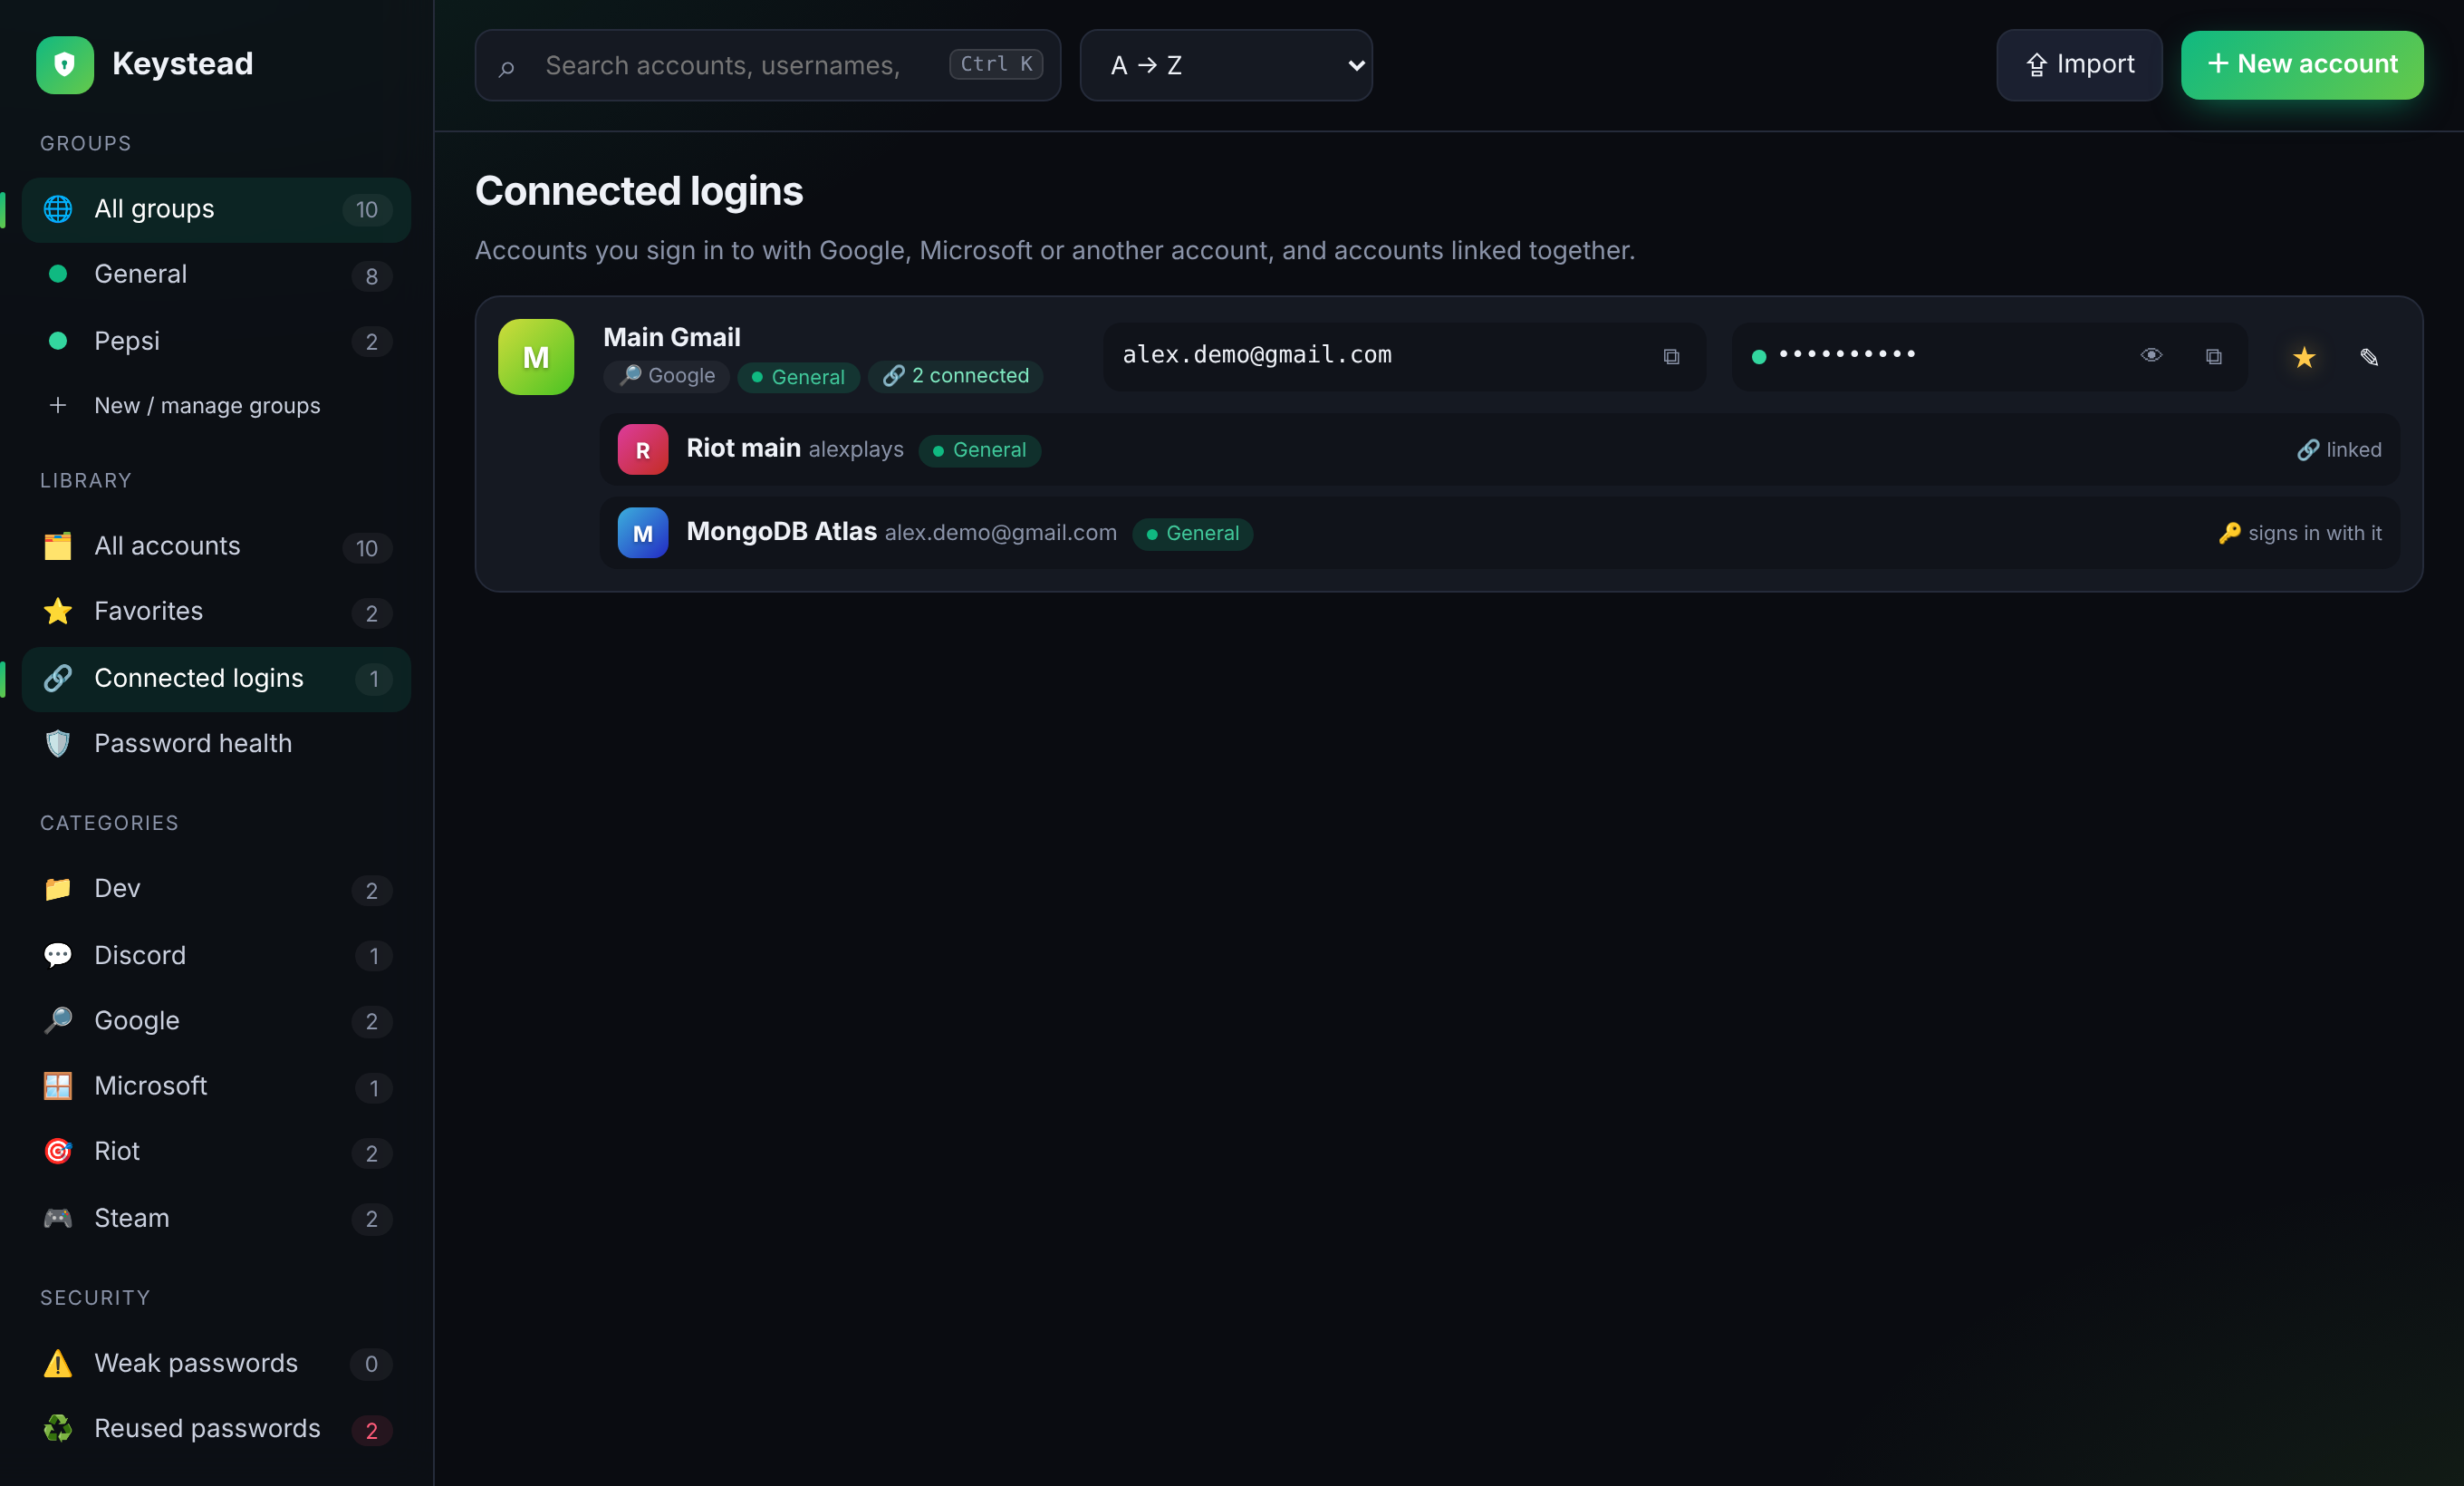 Keystead
GROUPS
All groups 10
General 8
Pepsi 2
+ New / manage groups
LIBRARY
All accounts 10
Favorites 2
Connected logins 1
Password health
CATEGORIES
Dev 2
Discord 1
Google 2
Microsoft 1
Riot 2
Steam 2
SECURITY
Weak passwords 0
Reused passwords 2
Search accounts, usernames, Ctrl K
A → Z
Import
+ New account
Connected logins
Accounts you sign in to with Google, Microsoft or another account, and accounts linked together.
M
Main Gmail
Google General 2 connected
alex.demo@gmail.com
••••••••••
R Riot main alexplays General linked
M MongoDB Atlas alex.demo@gmail.com General signs in with it